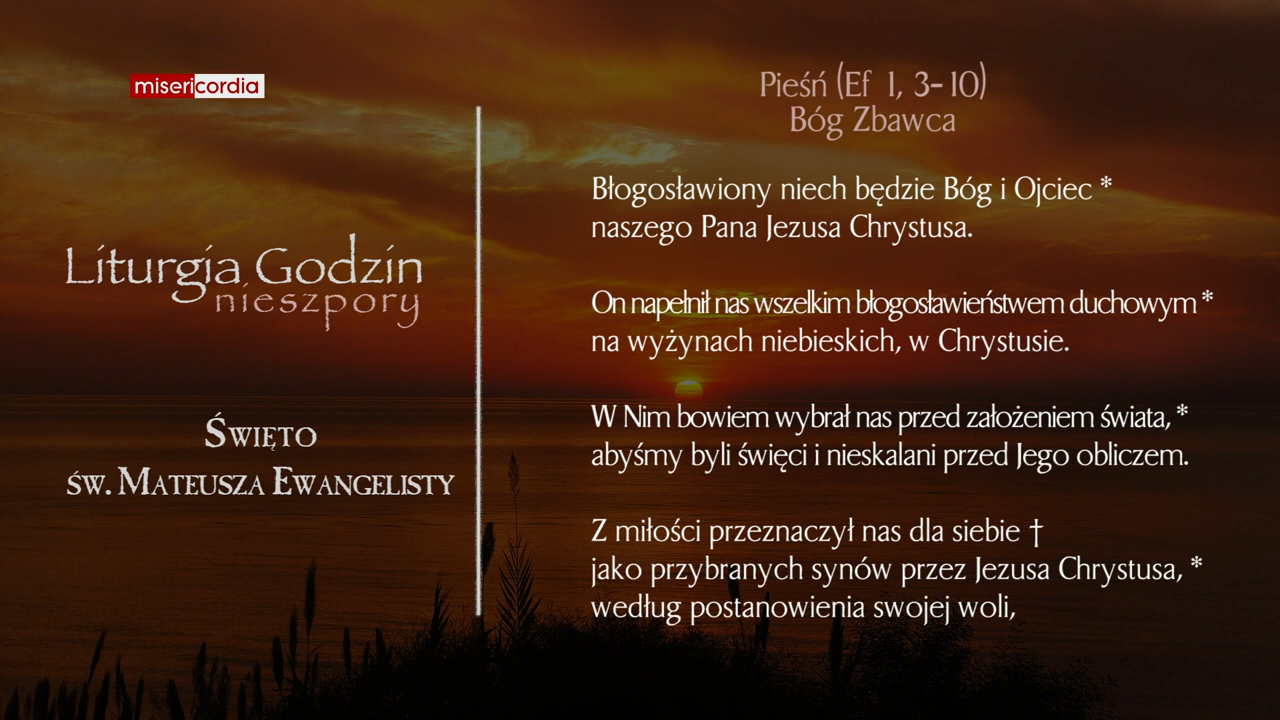 misericordia
Liturgia Godzin
nieszpory
Święto
św. Mateusza Ewangelisty
Pieśń (Ef 1, 3-10)
Bóg Zbawca
Błogosławiony niech będzie Bóg i Ojciec *
naszego Pana Jezusa Chrystusa.
On napełnił nas wszelkim błogosławieństwem duchowym *
na wyżynach niebieskich, w Chrystusie.
W Nim bowiem wybrał nas przed założeniem świata, *
abyśmy byli święci i nieskalani przed Jego obliczem.
Z miłości przeznaczył nas dla siebie †
jako przybranych synów przez Jezusa Chrystusa, *
według postanowienia swojej woli,